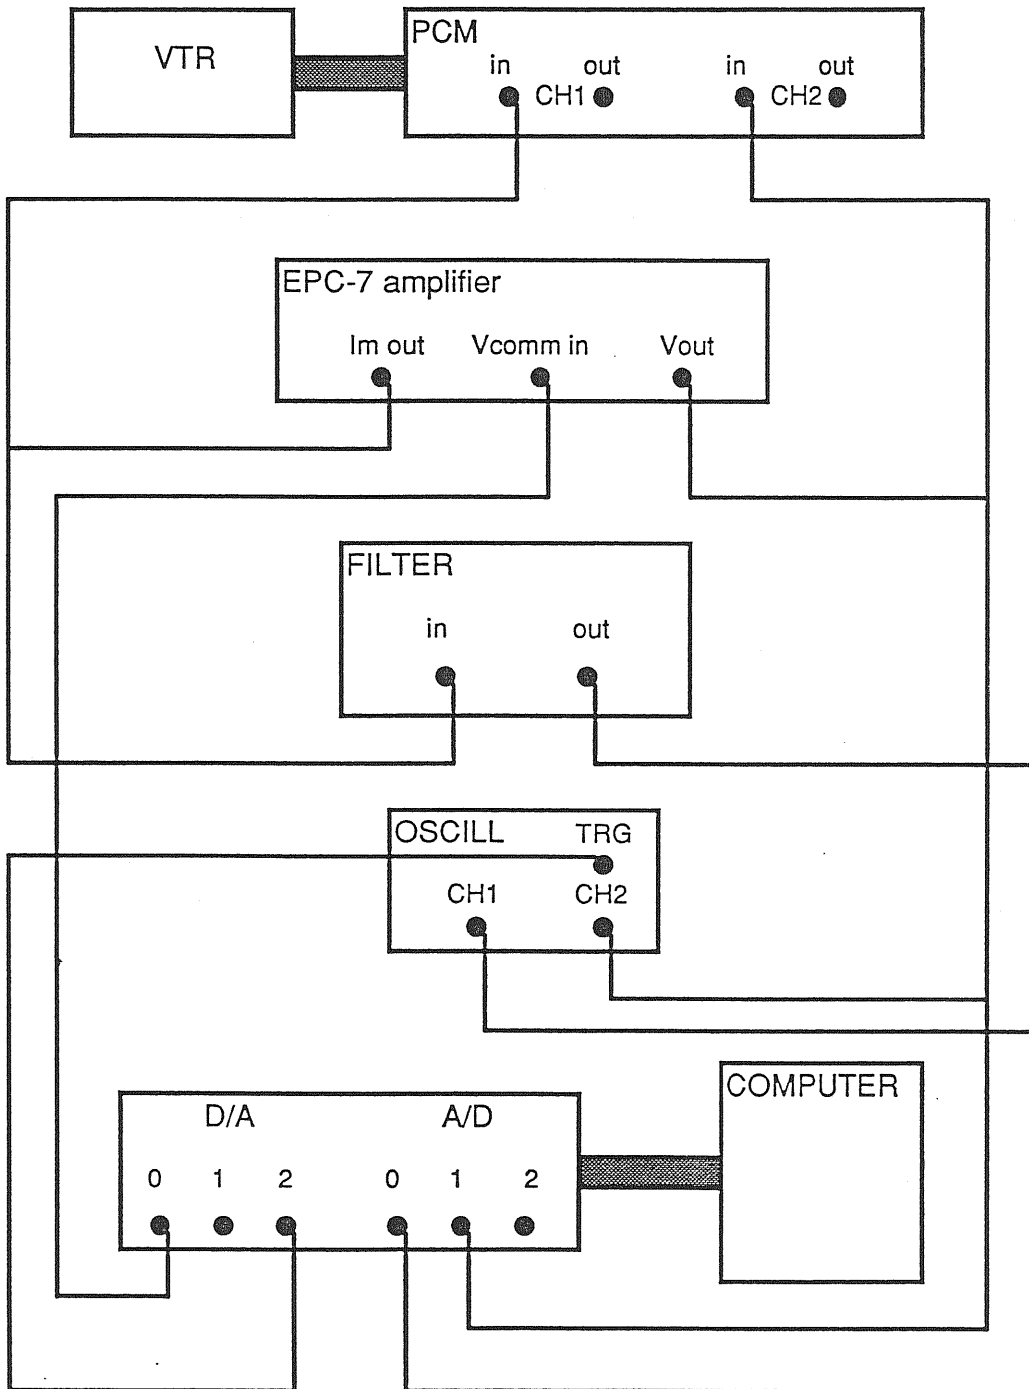 VTR
PCM
in out in out
CH1 CH2
EPC-7 amplifier
Im out Vcomm in Vout
FILTER
in out
OSCILL TRG
CH1 CH2
COMPUTER
D/A A/D
0 1 2 0 1 2